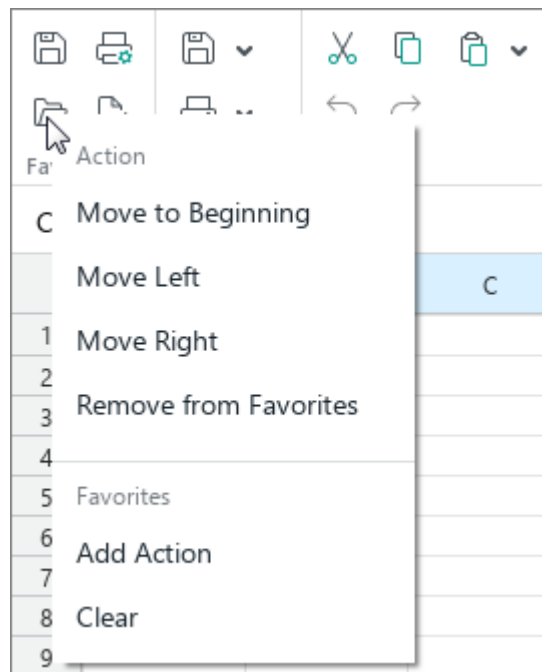 Fa
Action
C
Move to Beginning
Move Left
C
1
Move Right
2
3
Remove from Favorites
4
5
Favorites
6
Add Action
7
8
Clear
9